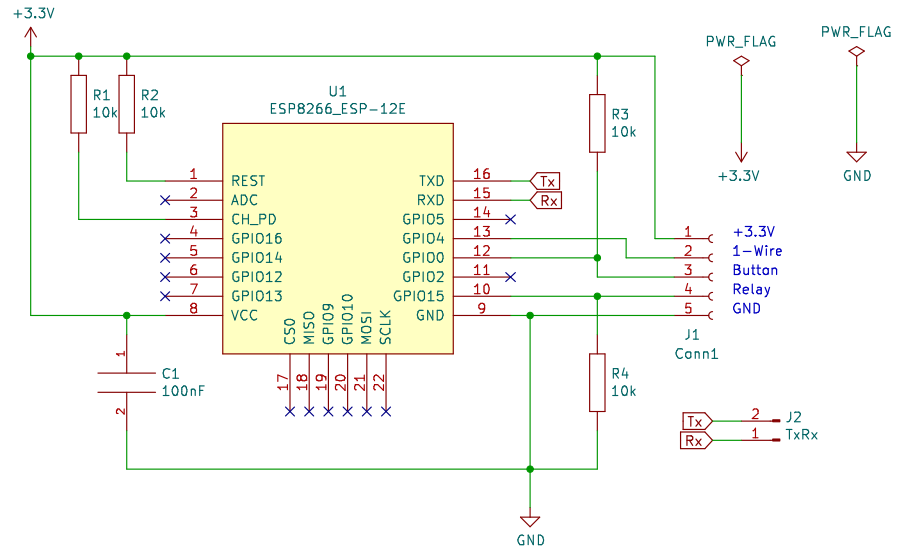 +3.3V
PWR_FLAG
PWR_FLAG
+3.3V
GND
R1
10k
R2
10k
U1
ESP8266_ESP-12E
R3
10k
1 REST
2 ADC
3 CH_PD
4 GPIO16
5 GPIO14
6 GPIO12
7 GPIO13
8 VCC
TXD 16 Tx
RXD 15 Rx
GPIO5 14
GPIO4 13
GPIO0 12
GPIO2 11
GPIO15 10
GND 9
CS0 17
MISO 18
GPIO9 19
GPIO10 20
MOSI 21
SCLK 22
1 +3.3V
2 1-Wire
3 Button
4 Relay
5 GND
J1
Conn1
1
C1
100nF
2
R4
10k
Tx 2 J2
Rx 1 TxRx
GND